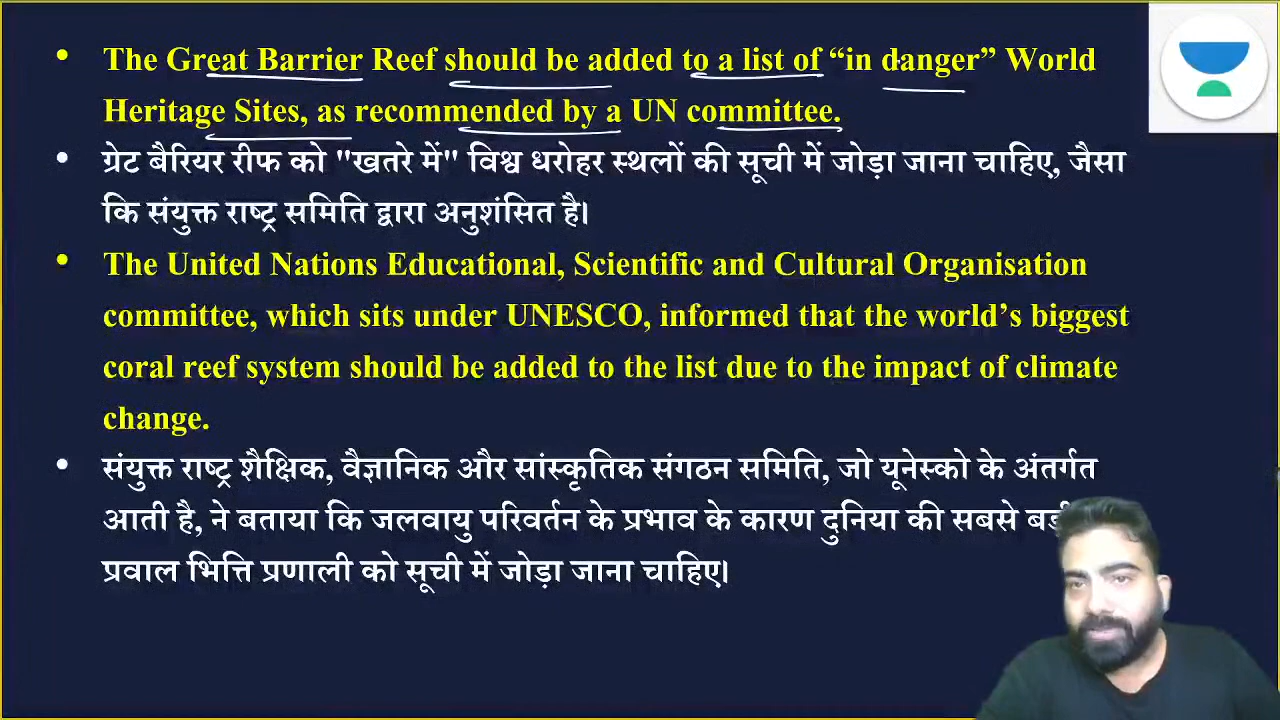 The Great Barrier Reef should be added to a list of “in danger” World
Heritage Sites, as recommended by a UN committee.
ग्रेट बैरियर रीफ को "खतरे में" विश्व धरोहर स्थलों की सूची में जोड़ा जाना चाहिए, जैसा
कि संयुक्त राष्ट्र समिति द्वारा अनुशंसित है।
The United Nations Educational, Scientific and Cultural Organisation
committee, which sits under UNESCO, informed that the world’s biggest
coral reef system should be added to the list due to the impact of climate
change.
संयुक्त राष्ट्र शैक्षिक, वैज्ञानिक और सांस्कृतिक संगठन समिति, जो यूनेस्को के अंतर्गत
आती है, ने बताया कि जलवायु परिवर्तन के प्रभाव के कारण दुनिया की सबसे
प्रवाल भित्ति प्रणाली को सूची में जोड़ा जाना चाहिए।